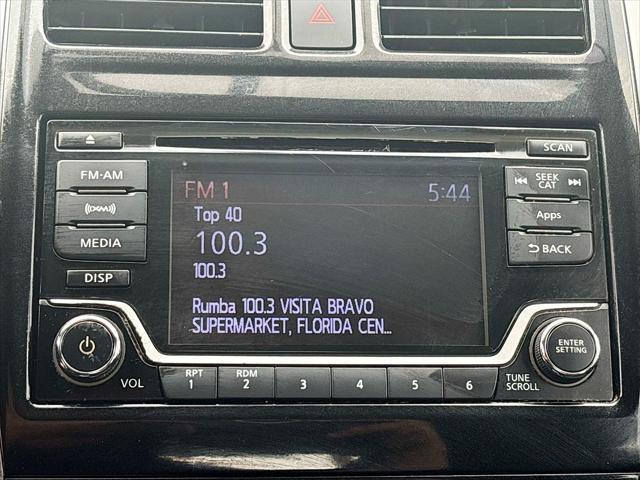 SCAN
FM·AM
SEEK
CAT
XM
Apps
MEDIA
BACK
DISP
FM 1
5:44
Top 40
100.3
100.3
Rumba 100.3 VISITA BRAVO
SUPERMARKET, FLORIDA CEN...
VOL
RPT
1
RDM
2
3
4
5
6
TUNE
SCROLL
ENTER
SETTING